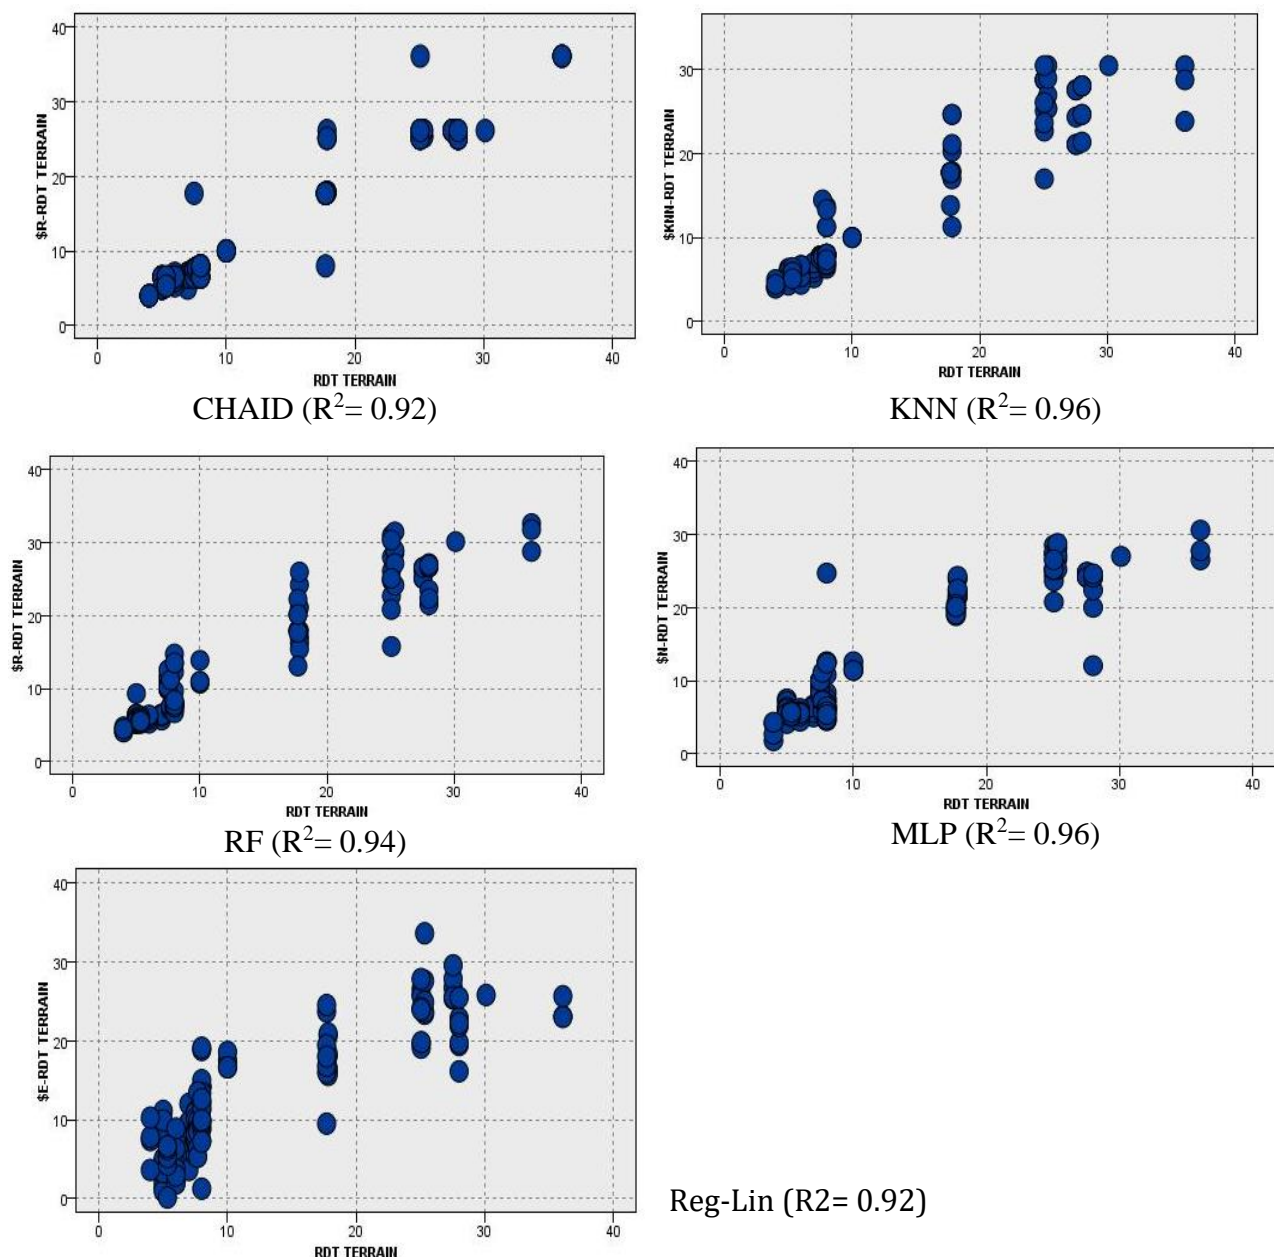 40
30
20
10
0
$R-RDT TERRAIN
0 10 20 30 40
RDT TERRAIN
CHAID (R²= 0.92)
30
20
10
0
$KNN-RDT TERRAIN
0 10 20 30 40
RDT TERRAIN
KNN (R²= 0.96)
40
30
20
10
0
$R-RDT TERRAIN
0 10 20 30 40
RDT TERRAIN
RF (R²= 0.94)
40
30
20
10
0
$N-RDT TERRAIN
0 10 20 30 40
RDT TERRAIN
MLP (R²= 0.96)
40
30
20
10
0
$E-RDT TERRAIN
0 10 20 30 40
RDT TERRAIN
Reg-Lin (R2= 0.92)